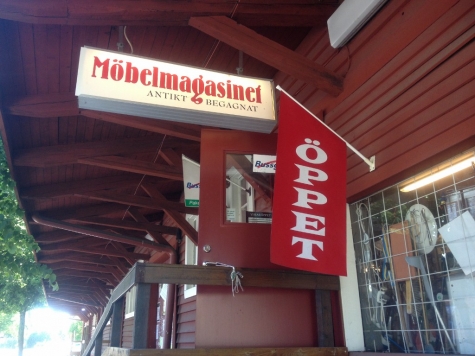 Möbelmagasinet
ANTIKT BEGAGNAT
ÖPPET